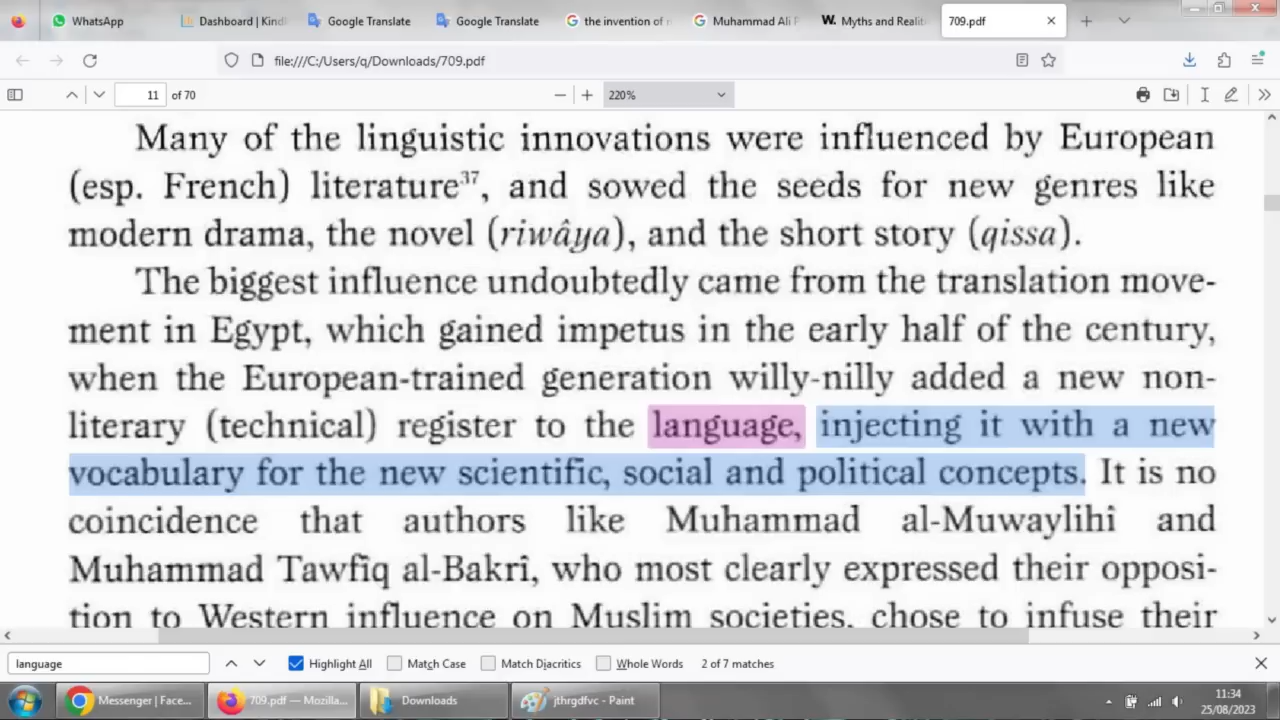 WhatsApp
Dashboard | Kindl
Google Translate
Google Translate
the invention of
Muhammad Ali P
W. Myths and Realiti
709.pdf
file:///C:/Users/q/Downloads/709.pdf
11 of 70
220%
Many of the linguistic innovations were influenced by European
(esp. French) literature³⁷, and sowed the seeds for new genres like
modern drama, the novel (riwâya), and the short story (qissa).
The biggest influence undoubtedly came from the translation move-
ment in Egypt, which gained impetus in the early half of the century,
when the European-trained generation willy-nilly added a new non-
literary (technical) register to the language, injecting it with a new
vocabulary for the new scientific, social and political concepts. It is no
coincidence that authors like Muhammad al-Muwaylihî and
Muhammad Tawfîq al-Bakrî, who most clearly expressed their opposi-
tion to Western influence on Muslim societies, chose to infuse their
language
Highlight All
Match Case
Match Diacritics
Whole Words
2 of 7 matches
Messenger | Face...
709.pdf — Mozilla...
Downloads
jthrgdfvc - Paint
11:34
25/08/2023